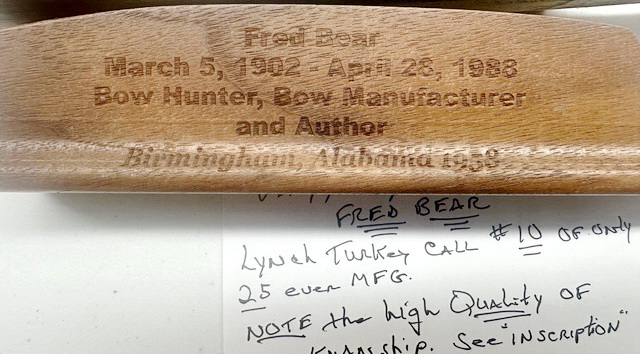 Fred Bear
March 5, 1902 - April 28, 1988
Bow Hunter, Bow Manufacturer
and Author
Birmingham, Alabama 1958
FRED BEAR
Lynch Turkey Call #10 of only
25 ever MFG.
NOTE the high Quality of
See "INSCRIPTION"